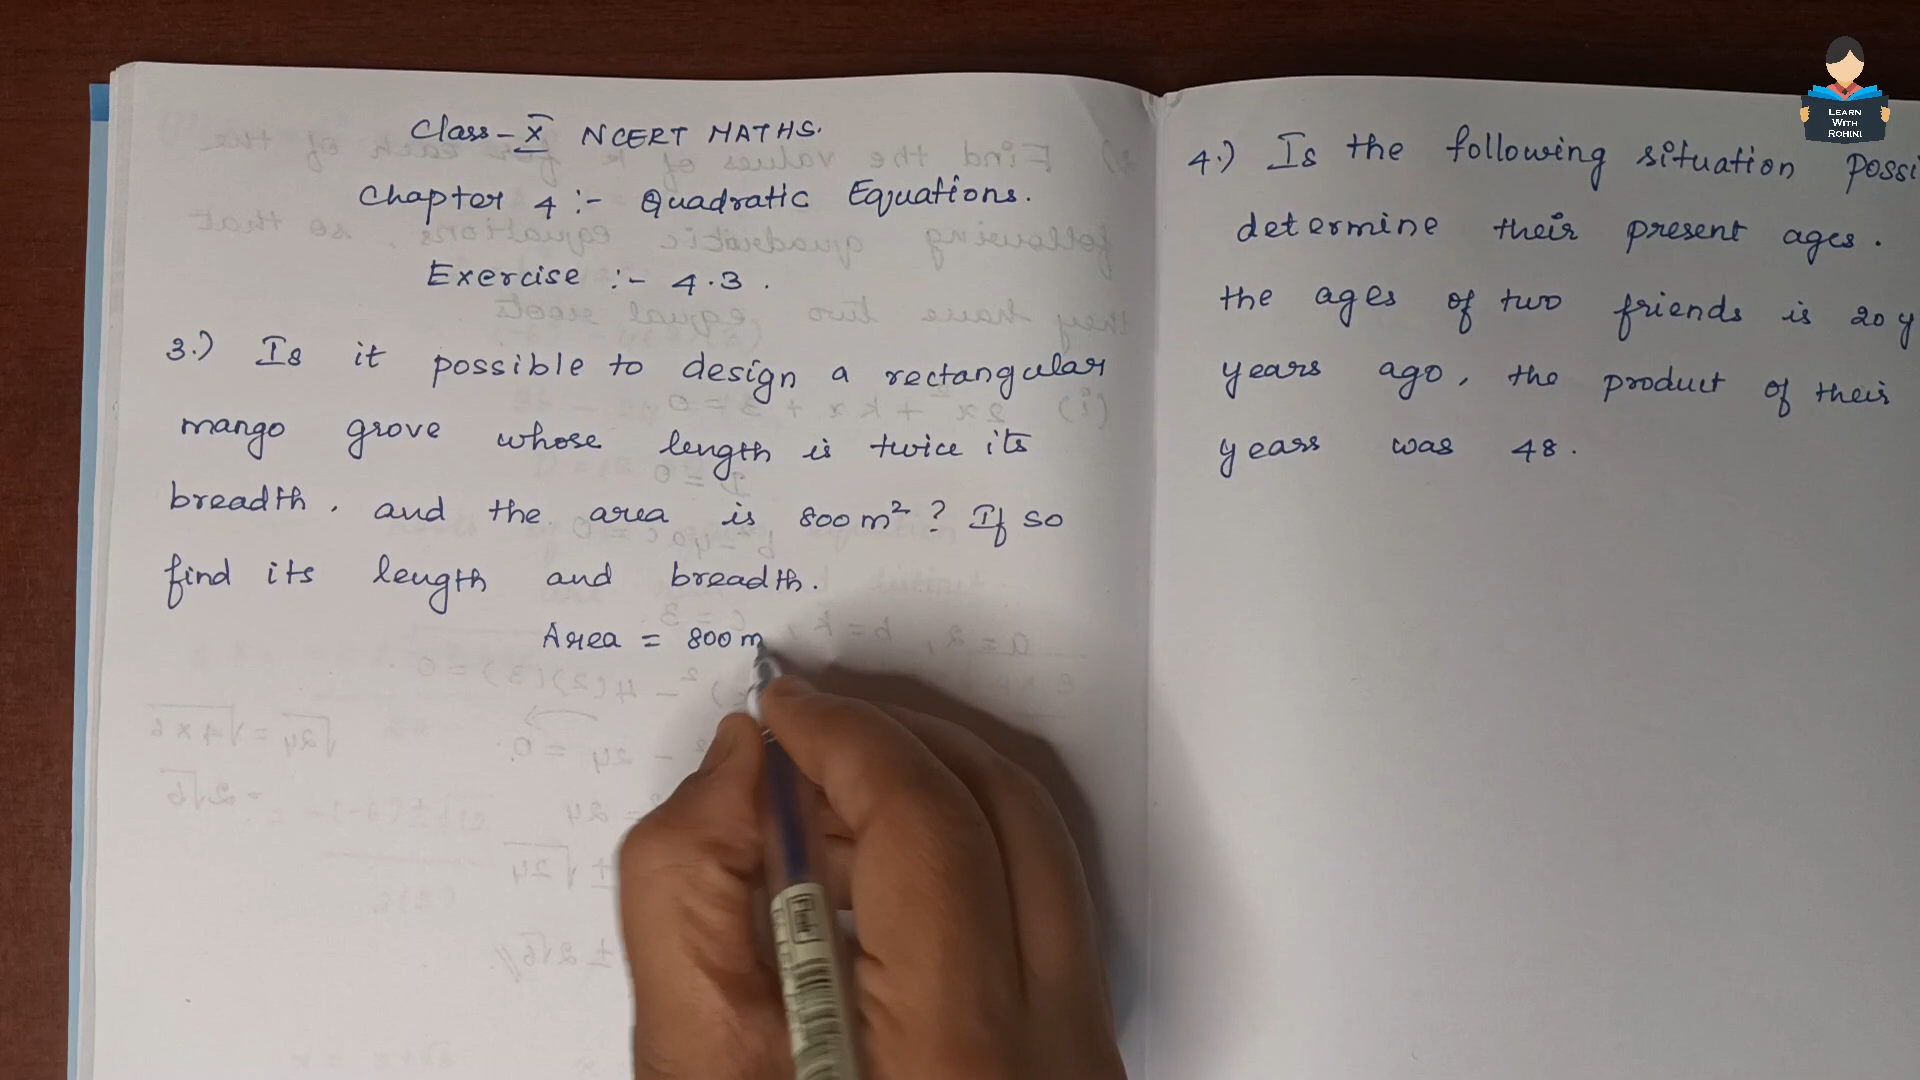 Class-X NCERT MATHS.
Chapter 4 :- Quadratic Equations.
Exercise :- 4.3.
3.) Is it possible to design a rectangular
mango grove whose length is twice its
breadth, and the area is 800m² ? If so
find its length and breadth.
Area = 800m
4.) Is the following situation possi
determine their present ages.
the ages of two friends is 20 y
years ago, the product of their
years was 48.
LEARN
WITH
ROHINI
Flair